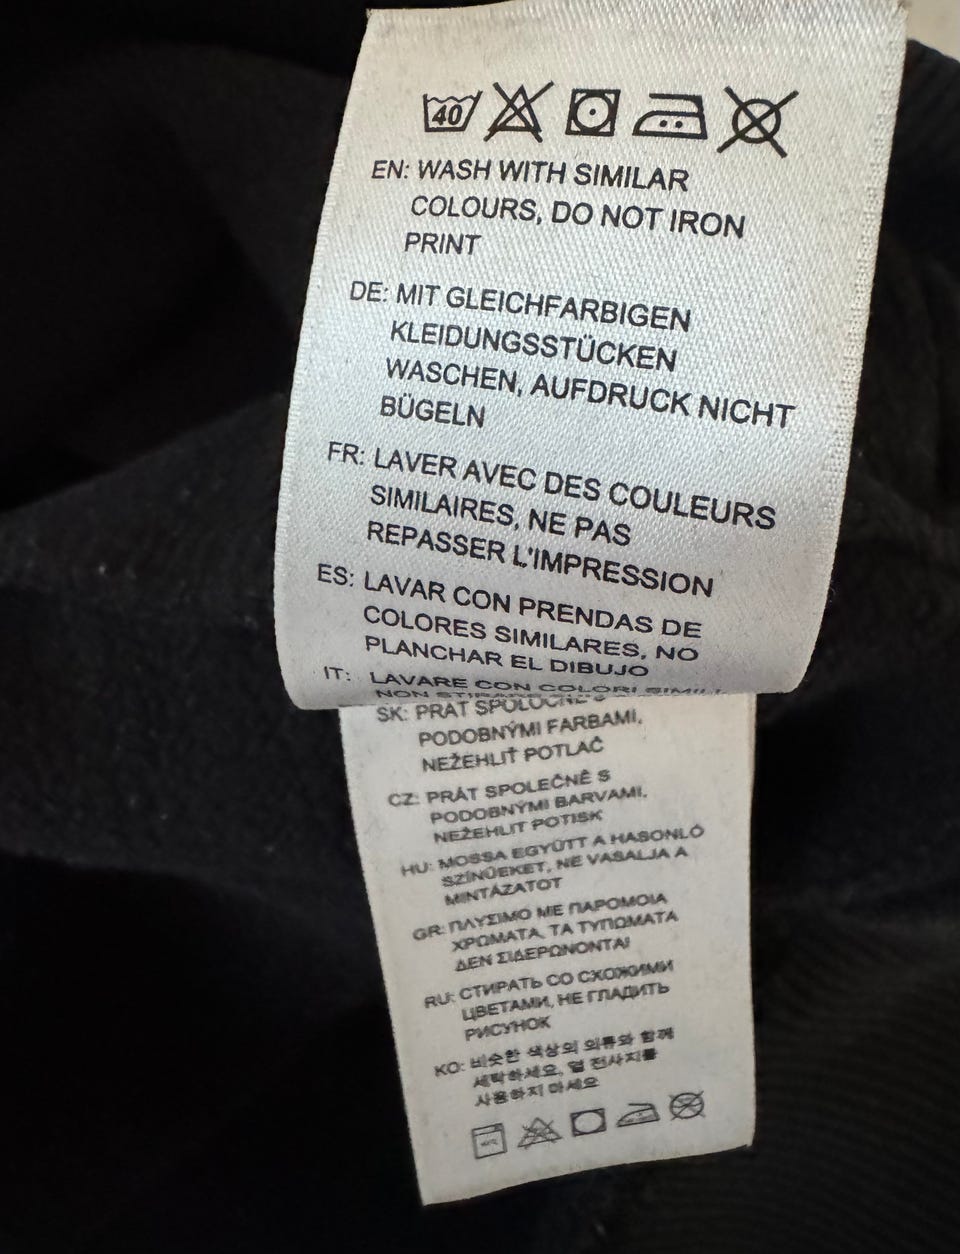 40
EN: WASH WITH SIMILAR
COLOURS, DO NOT IRON
PRINT
DE: MIT GLEICHFARBIGEN
KLEIDUNGSSTÜCKEN
WASCHEN, AUFDRUCK NICHT
BÜGELN
FR: LAVER AVEC DES COULEURS
SIMILAIRES, NE PAS
REPASSER L'IMPRESSION
ES: LAVAR CON PRENDAS DE
COLORES SIMILARES, NO
PLANCHAR EL DIBUJO
IT: LAVARE CON COLORI SIMILI,
NON STIRARE
SK: PRAŤ SPOLOČNE S
PODOBNÝMI FARBAMI,
NEŽEHLIŤ POTLAČ
CZ: PRÁT SPOLEČNĚ S
PODOBNÝMI BARVAMI,
NEŽEHLIT POTISK
HU: MOSSA EGYÜTT A HASONLÓ
SZÍNŰEKET, NE VASALJA A
MINTÁZATOT
GR: ΠΛΥΣΙΜΟ ΜΕ ΠΑΡΟΜΟΙΑ
ΧΡΩΜΑΤΑ, ΤΑ ΤΥΠΩΜΑΤΑ
ΔΕΝ ΣΙΔΕΡΩΝΟΝΤΑΙ
RU: СТИРАТЬ СО СХОЖИМИ
ЦВЕТАМИ, НЕ ГЛАДИТЬ
РИСУНОК
KO: 비슷한 색상의 의류와 함께
세탁하세요, 열 전사지를
사용하지 마세요